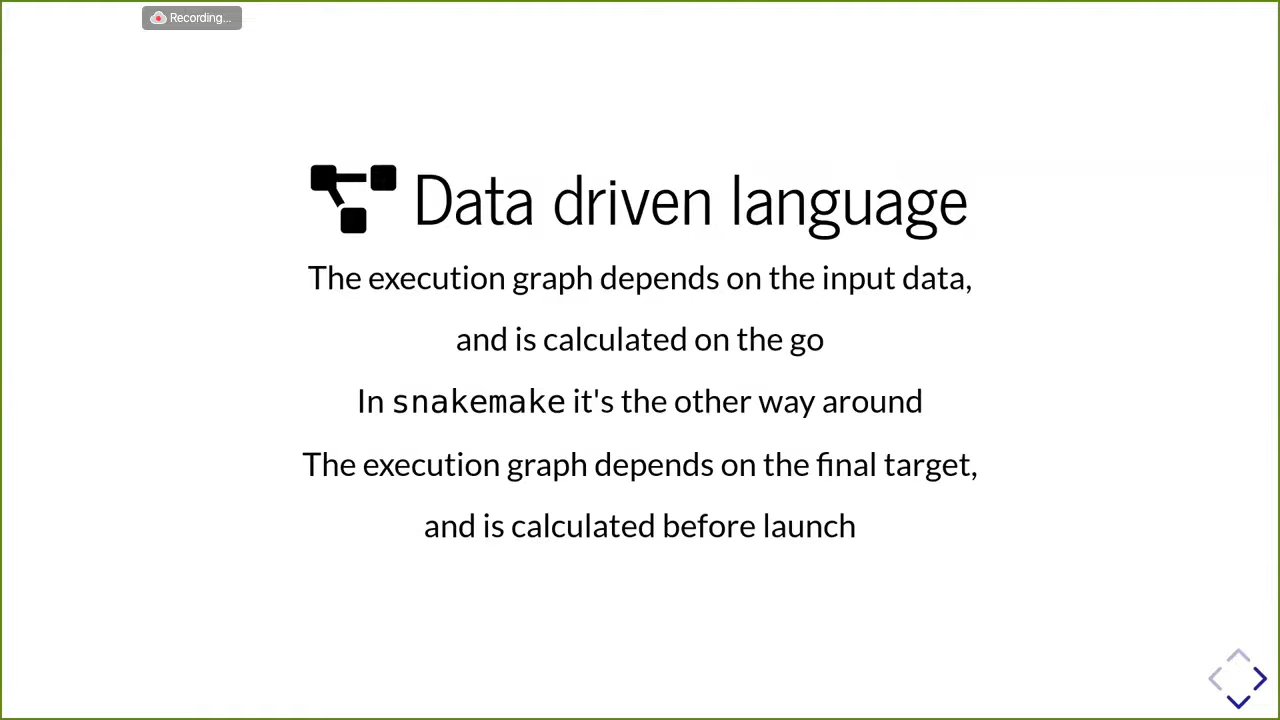 Recording...
Data driven language
The execution graph depends on the input data,
and is calculated on the go
In snakemake it's the other way around
The execution graph depends on the final target,
and is calculated before launch